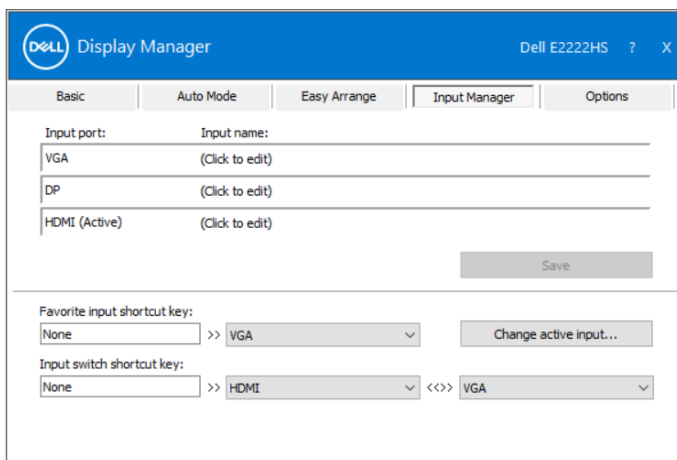 DELL Display Manager Dell E2222HS ? X
Basic Auto Mode Easy Arrange Input Manager Options
Input port: Input name:
VGA (Click to edit)
DP (Click to edit)
HDMI (Active) (Click to edit)
Save
Favorite input shortcut key:
None >> VGA Change active input...
Input switch shortcut key:
None >> HDMI <<>> VGA